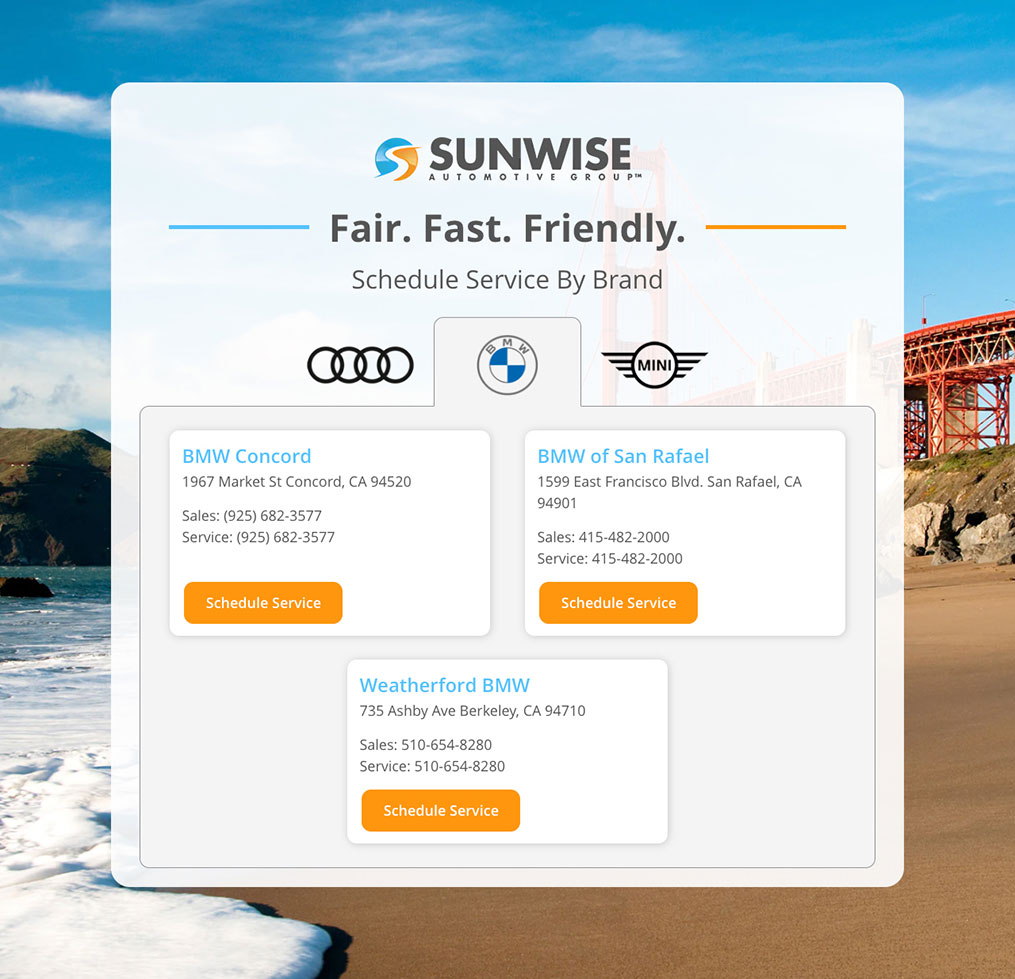 SUNWISE
AUTOMOTIVE GROUP™
Fair. Fast. Friendly.
Schedule Service By Brand
BMW
MINI
BMW Concord
1967 Market St Concord, CA 94520
Sales: (925) 682-3577
Service: (925) 682-3577
Schedule Service
BMW of San Rafael
1599 East Francisco Blvd. San Rafael, CA
94901
Sales: 415-482-2000
Service: 415-482-2000
Schedule Service
Weatherford BMW
735 Ashby Ave Berkeley, CA 94710
Sales: 510-654-8280
Service: 510-654-8280
Schedule Service